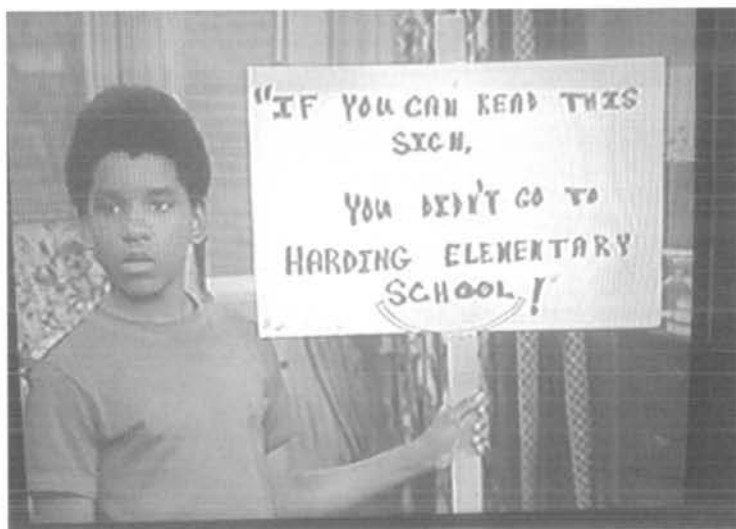 "IF YOU CAN READ THIS
SIGN,
YOU DIDN'T GO TO
HARDING ELEMENTARY
SCHOOL!"